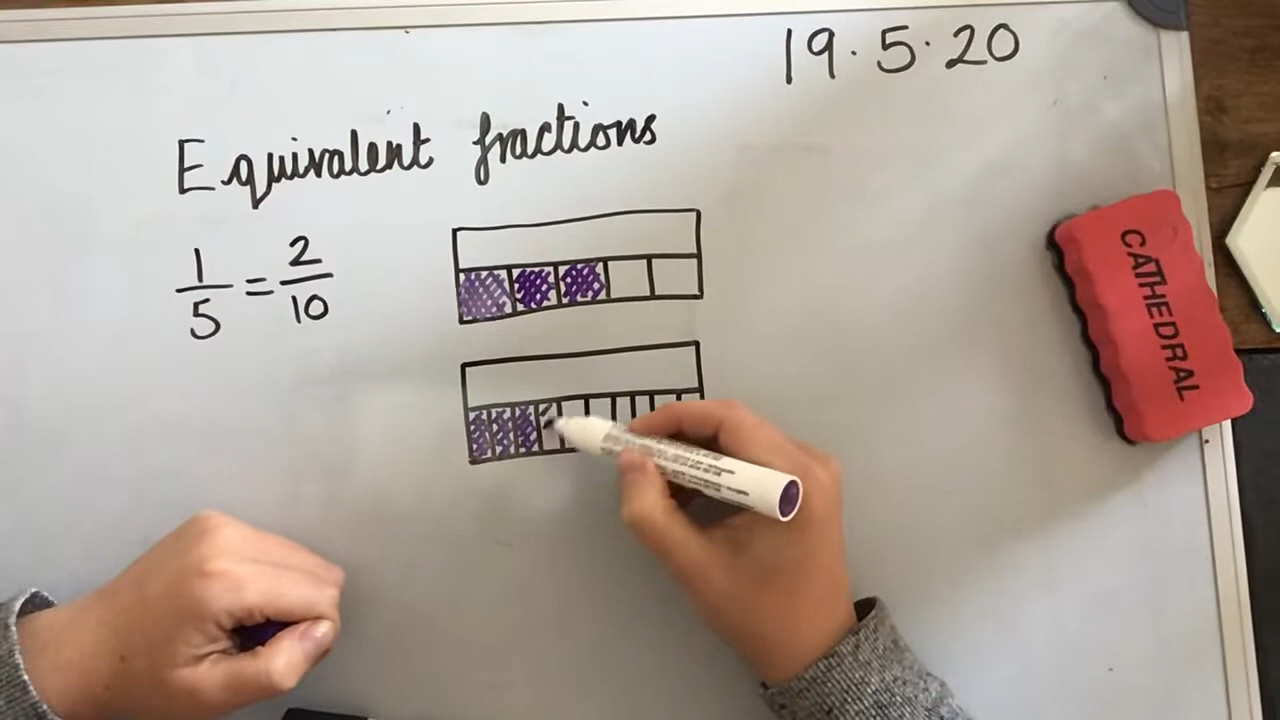 19.5.20
Equivalent fractions
1/5 = 2/10
CATHEDRAL